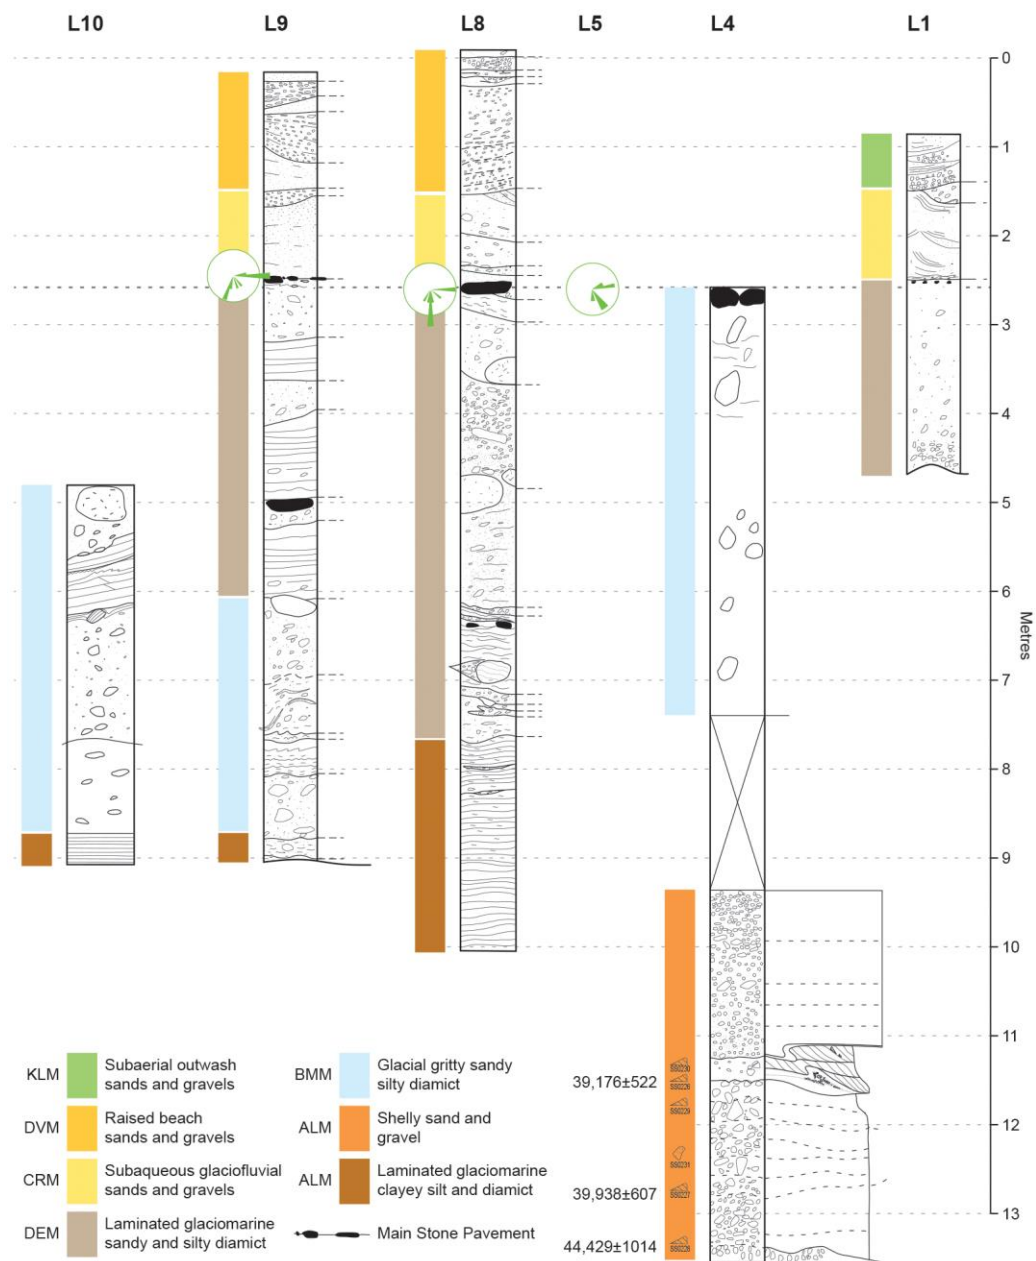 L10 L9 L8 L5 L4 L1
0
1
2
3
4
5
6
7
8
9
10
11
12
13
Metres
SS0230
39,176±522
SS0229
SS0231
39,938±607
SS0227
44,429±1014
KLM Subaerial outwash
sands and gravels
DVM Raised beach
sands and gravels
CRM Subaqueous glaciofluvial
sands and gravels
DEM Laminated glaciomarine
sandy and silty diamict
BMM Glacial gritty sandy
silty diamict
ALM Shelly sand and
gravel
ALM Laminated glaciomarine
clayey silt and diamict
Main Stone Pavement